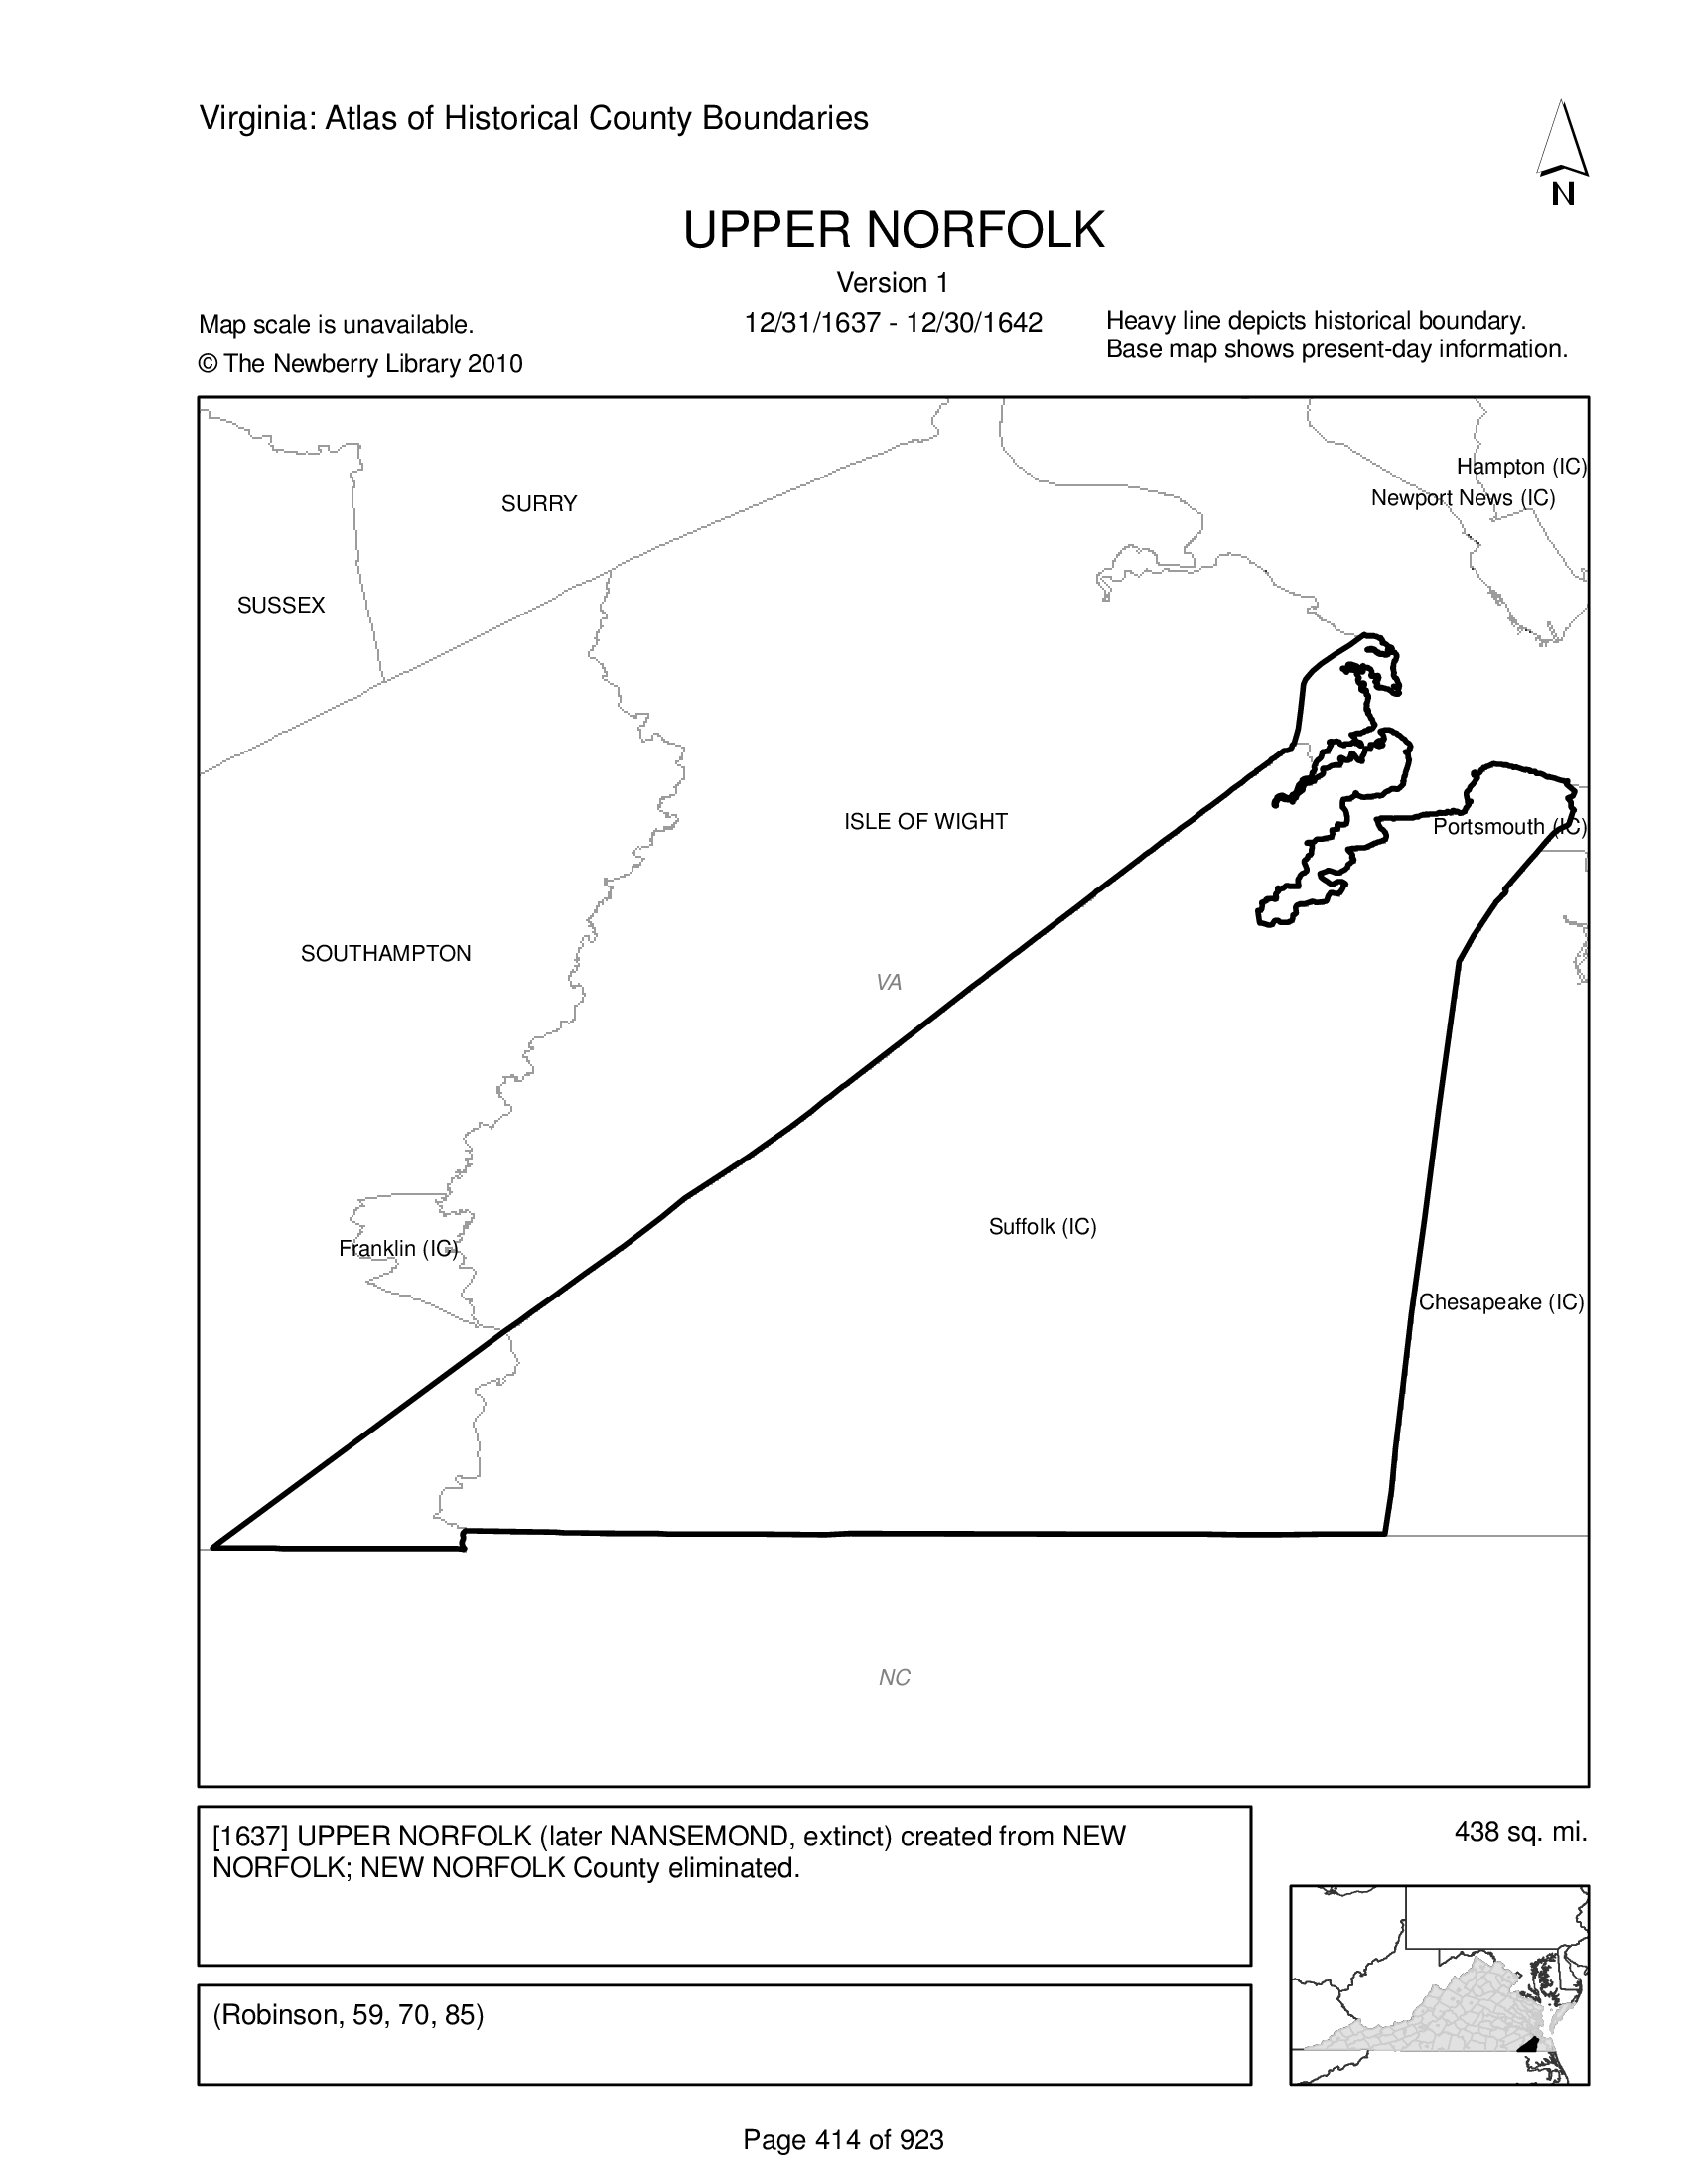 Virginia: Atlas of Historical County Boundaries
N
UPPER NORFOLK
Version 1
12/31/1637 - 12/30/1642
Map scale is unavailable.
© The Newberry Library 2010
Heavy line depicts historical boundary.
Base map shows present-day information.
Hampton (IC)
Newport News (IC)
SURRY
SUSSEX
ISLE OF WIGHT
Portsmouth (IC)
SOUTHAMPTON
VA
Suffolk (IC)
Franklin (IC)
Chesapeake (IC)
NC
[1637] UPPER NORFOLK (later NANSEMOND, extinct) created from NEW
NORFOLK; NEW NORFOLK County eliminated.
438 sq. mi.
(Robinson, 59, 70, 85)
Page 414 of 923